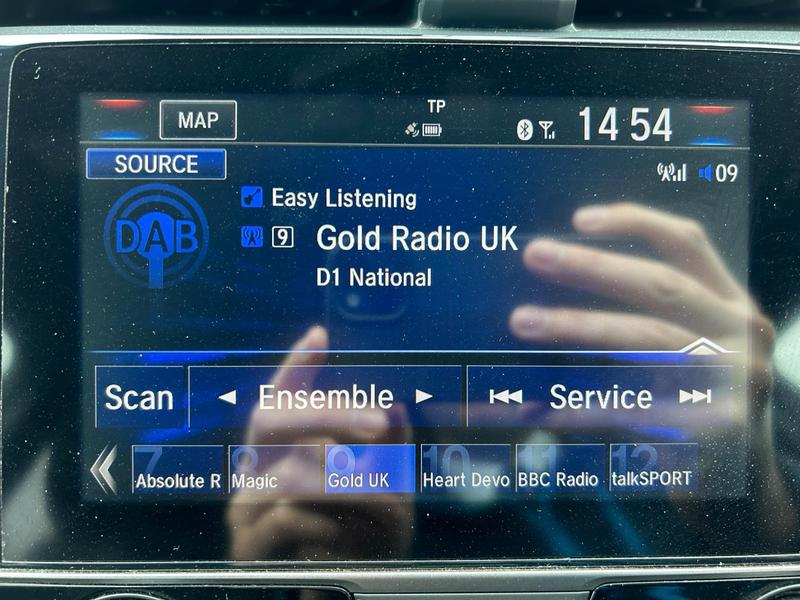 TP
MAP
14 54
SOURCE
09
Easy Listening
DAB
9 Gold Radio UK
D1 National
Scan
Ensemble
Service
7 8 9 10 11 12
Absolute R Magic Gold UK Heart Devo BBC Radio talkSPORT